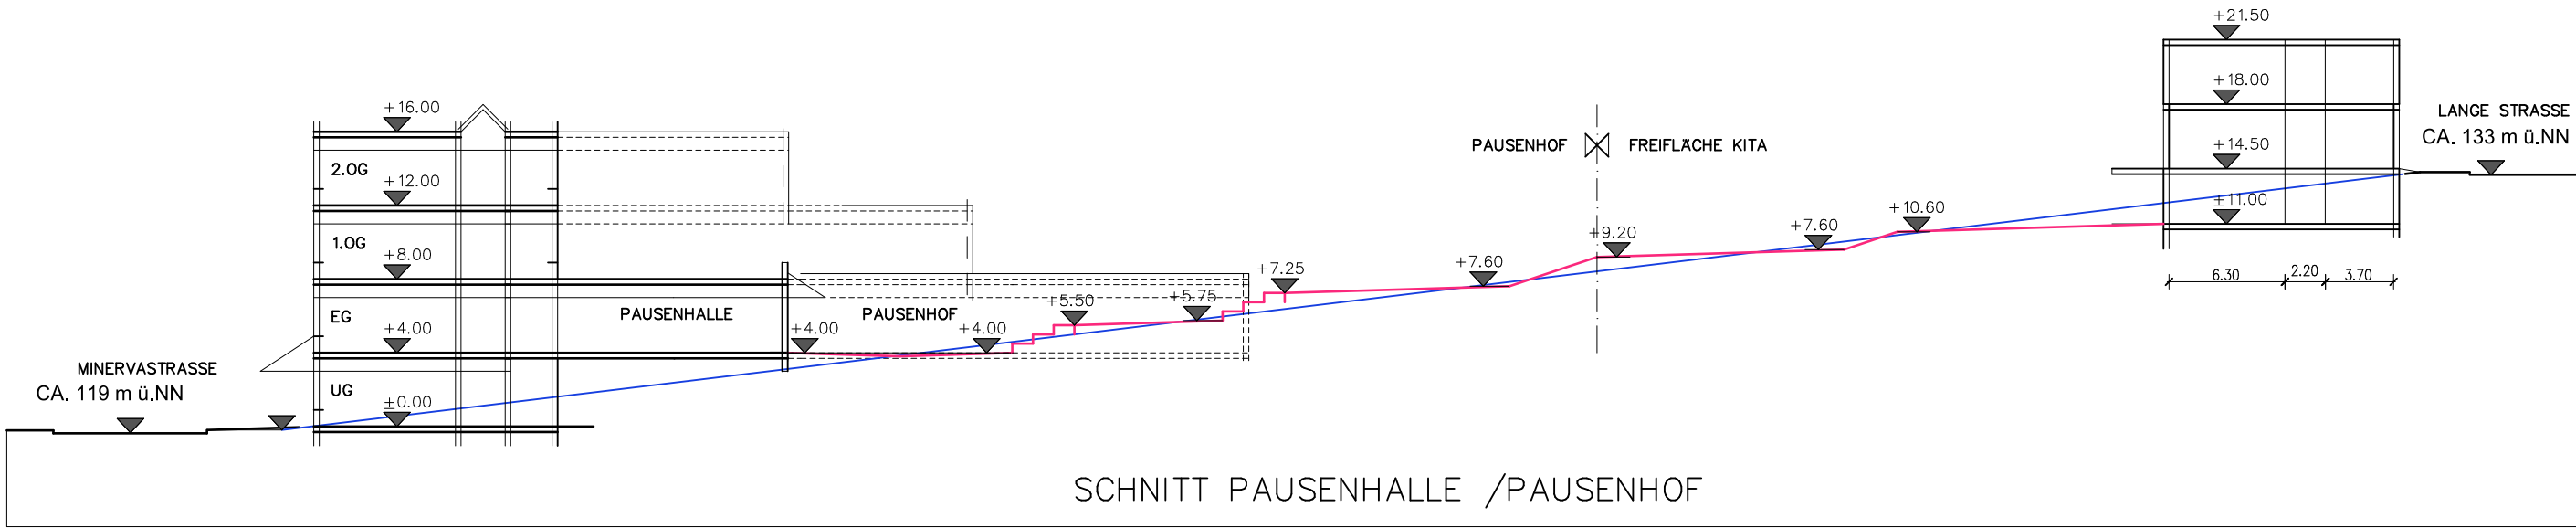 +21.50
+18.00
LANGE STRASSE
CA. 133 m ü.NN
+14.50
±11.00
6.30
2.20
3.70
+16.00
2.OG
+12.00
1.OG
+8.00
EG
+4.00
UG
±0.00
MINERVASTRASSE
CA. 119 m ü.NN
PAUSENHALLE
PAUSENHOF
+4.00
+4.00
+5.50
+5.75
+7.25
+7.60
PAUSENHOF
FREIFLÄCHE KITA
+9.20
+7.60
+10.60
SCHNITT PAUSENHALLE /PAUSENHOF